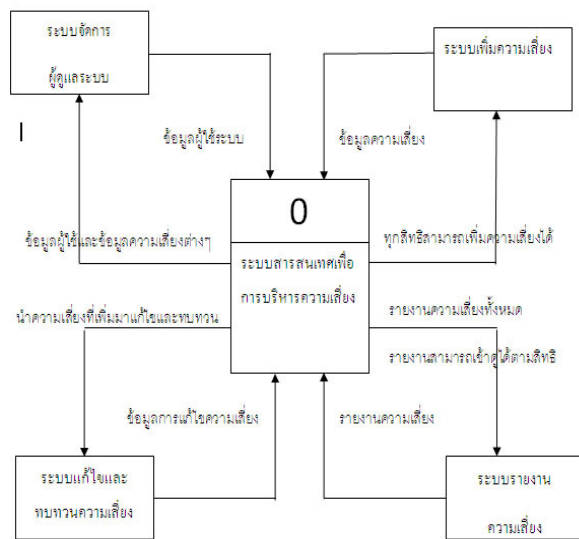 ระบบจัดการ
ผู้ดูแลระบบ
ระบบเพิ่มความเสี่ยง
ข้อมูลผู้ใช้ระบบ
ข้อมูลความเสี่ยง
0
ระบบสารสนเทศเพื่อ
การบริหารความเสี่ยง
ข้อมูลผู้ใช้และข้อมูลความเสี่ยงต่างๆ
ทุกสิทธิสามารถเพิ่มความเสี่ยงได้
นำความเสี่ยงที่เพิ่มมาแก้ไขและทบทวน
รายงานความเสี่ยงทั้งหมด
รายงานสามารถเข้าดูได้ตามสิทธิ
ข้อมูลการแก้ไขความเสี่ยง
รายงานความเสี่ยง
ระบบแก้ไขและ
ทบทวนความเสี่ยง
ระบบรายงาน
ความเสี่ยง